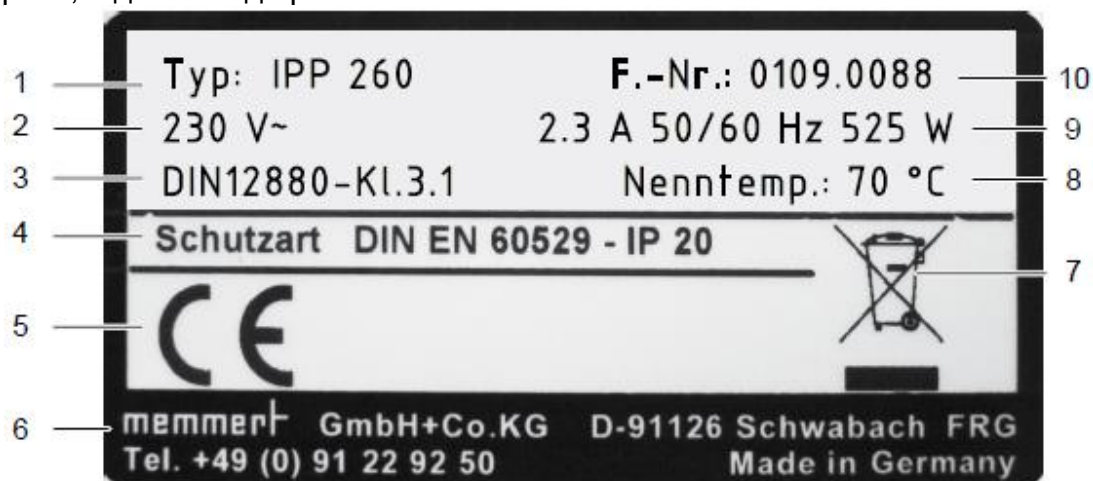 1 Typ: IPP 260 F.-Nr.: 0109.0088 10
2 230 V~ 2.3 A 50/60 Hz 525 W 9
3 DIN12880-Kl.3.1 Nenntemp.: 70 °C 8
4 Schutzart DIN EN 60529 - IP 20
7
5 CE
6 memmert GmbH+Co.KG D-91126 Schwabach FRG
Tel. +49 (0) 91 22 92 50 Made in Germany